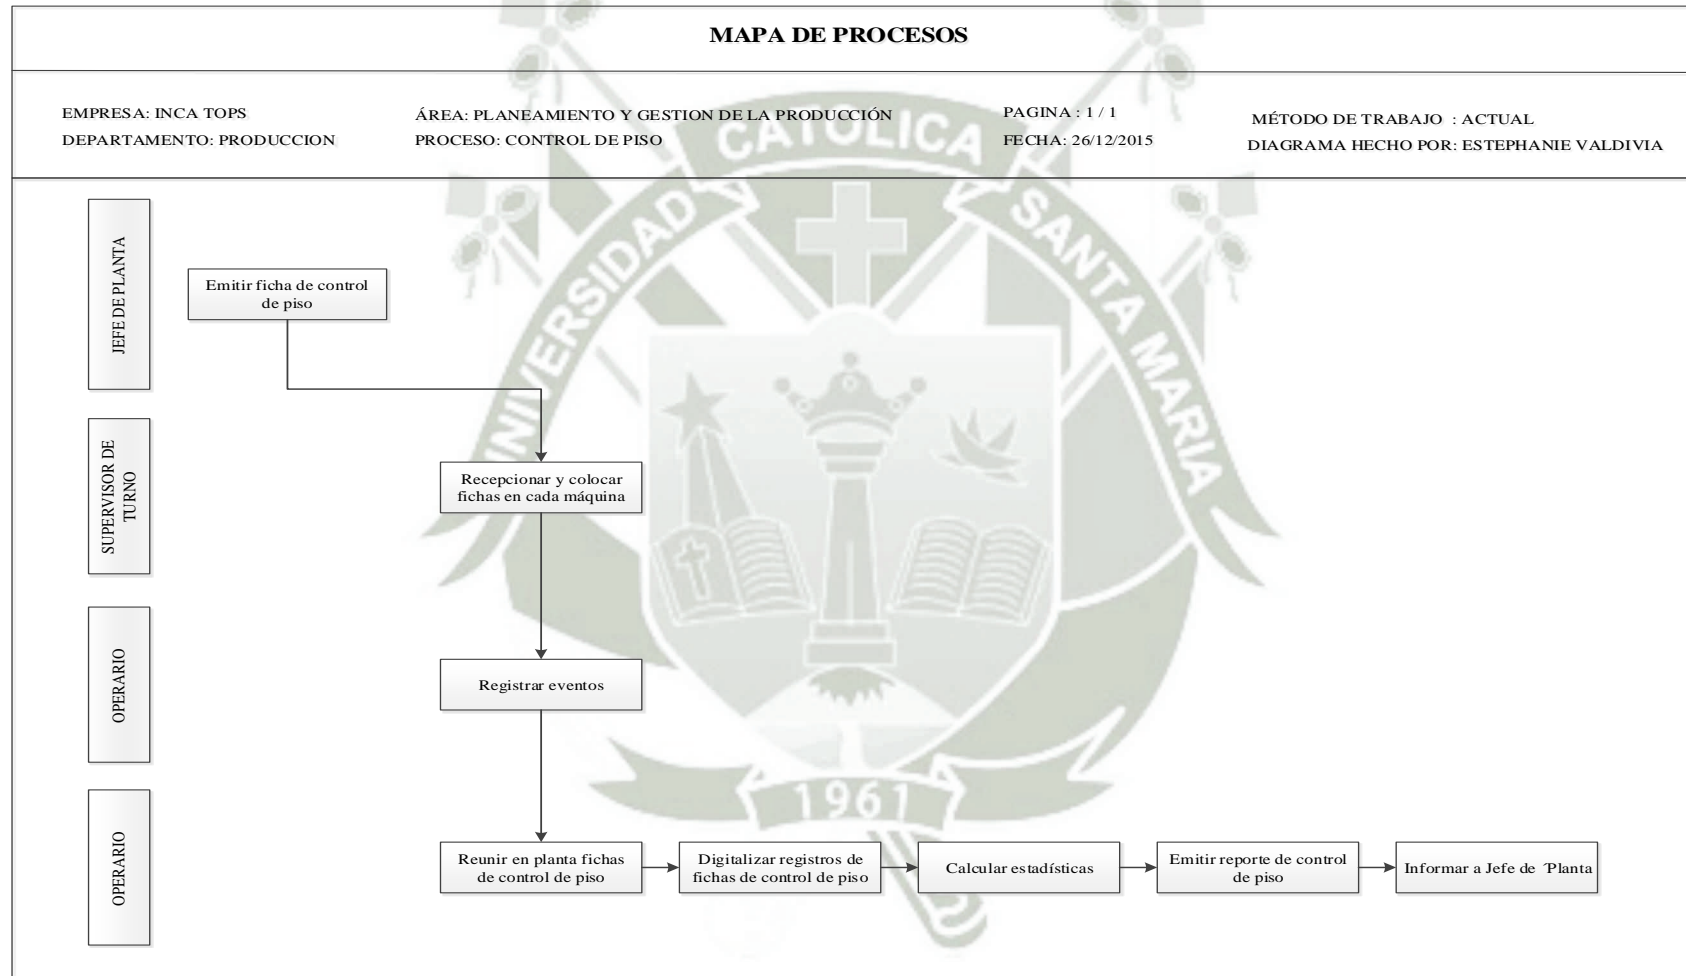 MAPA DE PROCESOS
EMPRESA: INCA TOPS
DEPARTAMENTO: PRODUCCION
ÁREA: PLANEAMIENTO Y GESTION DE LA PRODUCCIÓN
PROCESO: CONTROL DE PISO
PAGINA : 1 / 1
FECHA: 26/12/2015
MÉTODO DE TRABAJO : ACTUAL
DIAGRAMA HECHO POR: ESTEPHANIE VALDIVIA
UNIVERSIDAD CATOLICA SANTA MARIA
JEFE DE PLANTA
Emitir ficha de control
de piso
SUPERVISOR DE
TURNO
Recepcionar y colocar
fichas en cada máquina
OPERARIO
Registrar eventos
1961
OPERARIO
Reunir en planta fichas
de control de piso
Digitalizar registros de
fichas de control de piso
Calcular estadísticas
Emitir reporte de control
de piso
Informar a Jefe de ´Planta